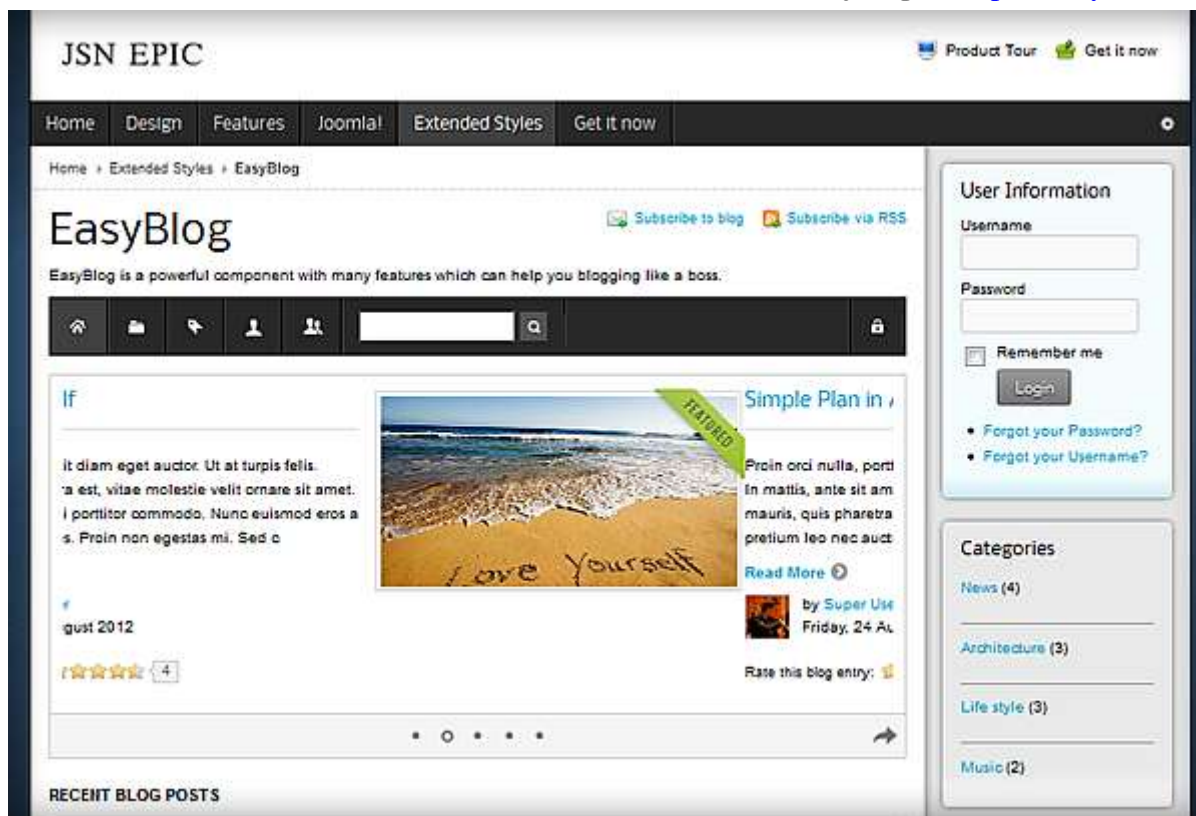 JSN EPIC
Product Tour Get it now
Home Design Features Joomla! Extended Styles Get it now
Home › Extended Styles › EasyBlog
EasyBlog
Subscribe to blog Subscribe via RSS
EasyBlog is a powerful component with many features which can help you blogging like a boss.
lf
it diam eget auctor. Ut at turpis felis.
a est, vitae molestie velit ornare sit amet.
i porttitor commodo. Nunc euismod eros a
s. Proin non egestas mi. Sed c
gust 2012
4
FEATURED
Love Yourself
Simple Plan in
Proin orci nulla, portt
In mattis, ante sit am
mauris, quis pharetra
pretium leo nec auct
Read More
by Super Use
Friday, 24 Au
Rate this blog entry:
RECENT BLOG POSTS
User Information
Username
Password
Remember me
Login
• Forgot your Password?
• Forgot your Username?
Categories
News (4)
Architecture (3)
Life style (3)
Music (2)